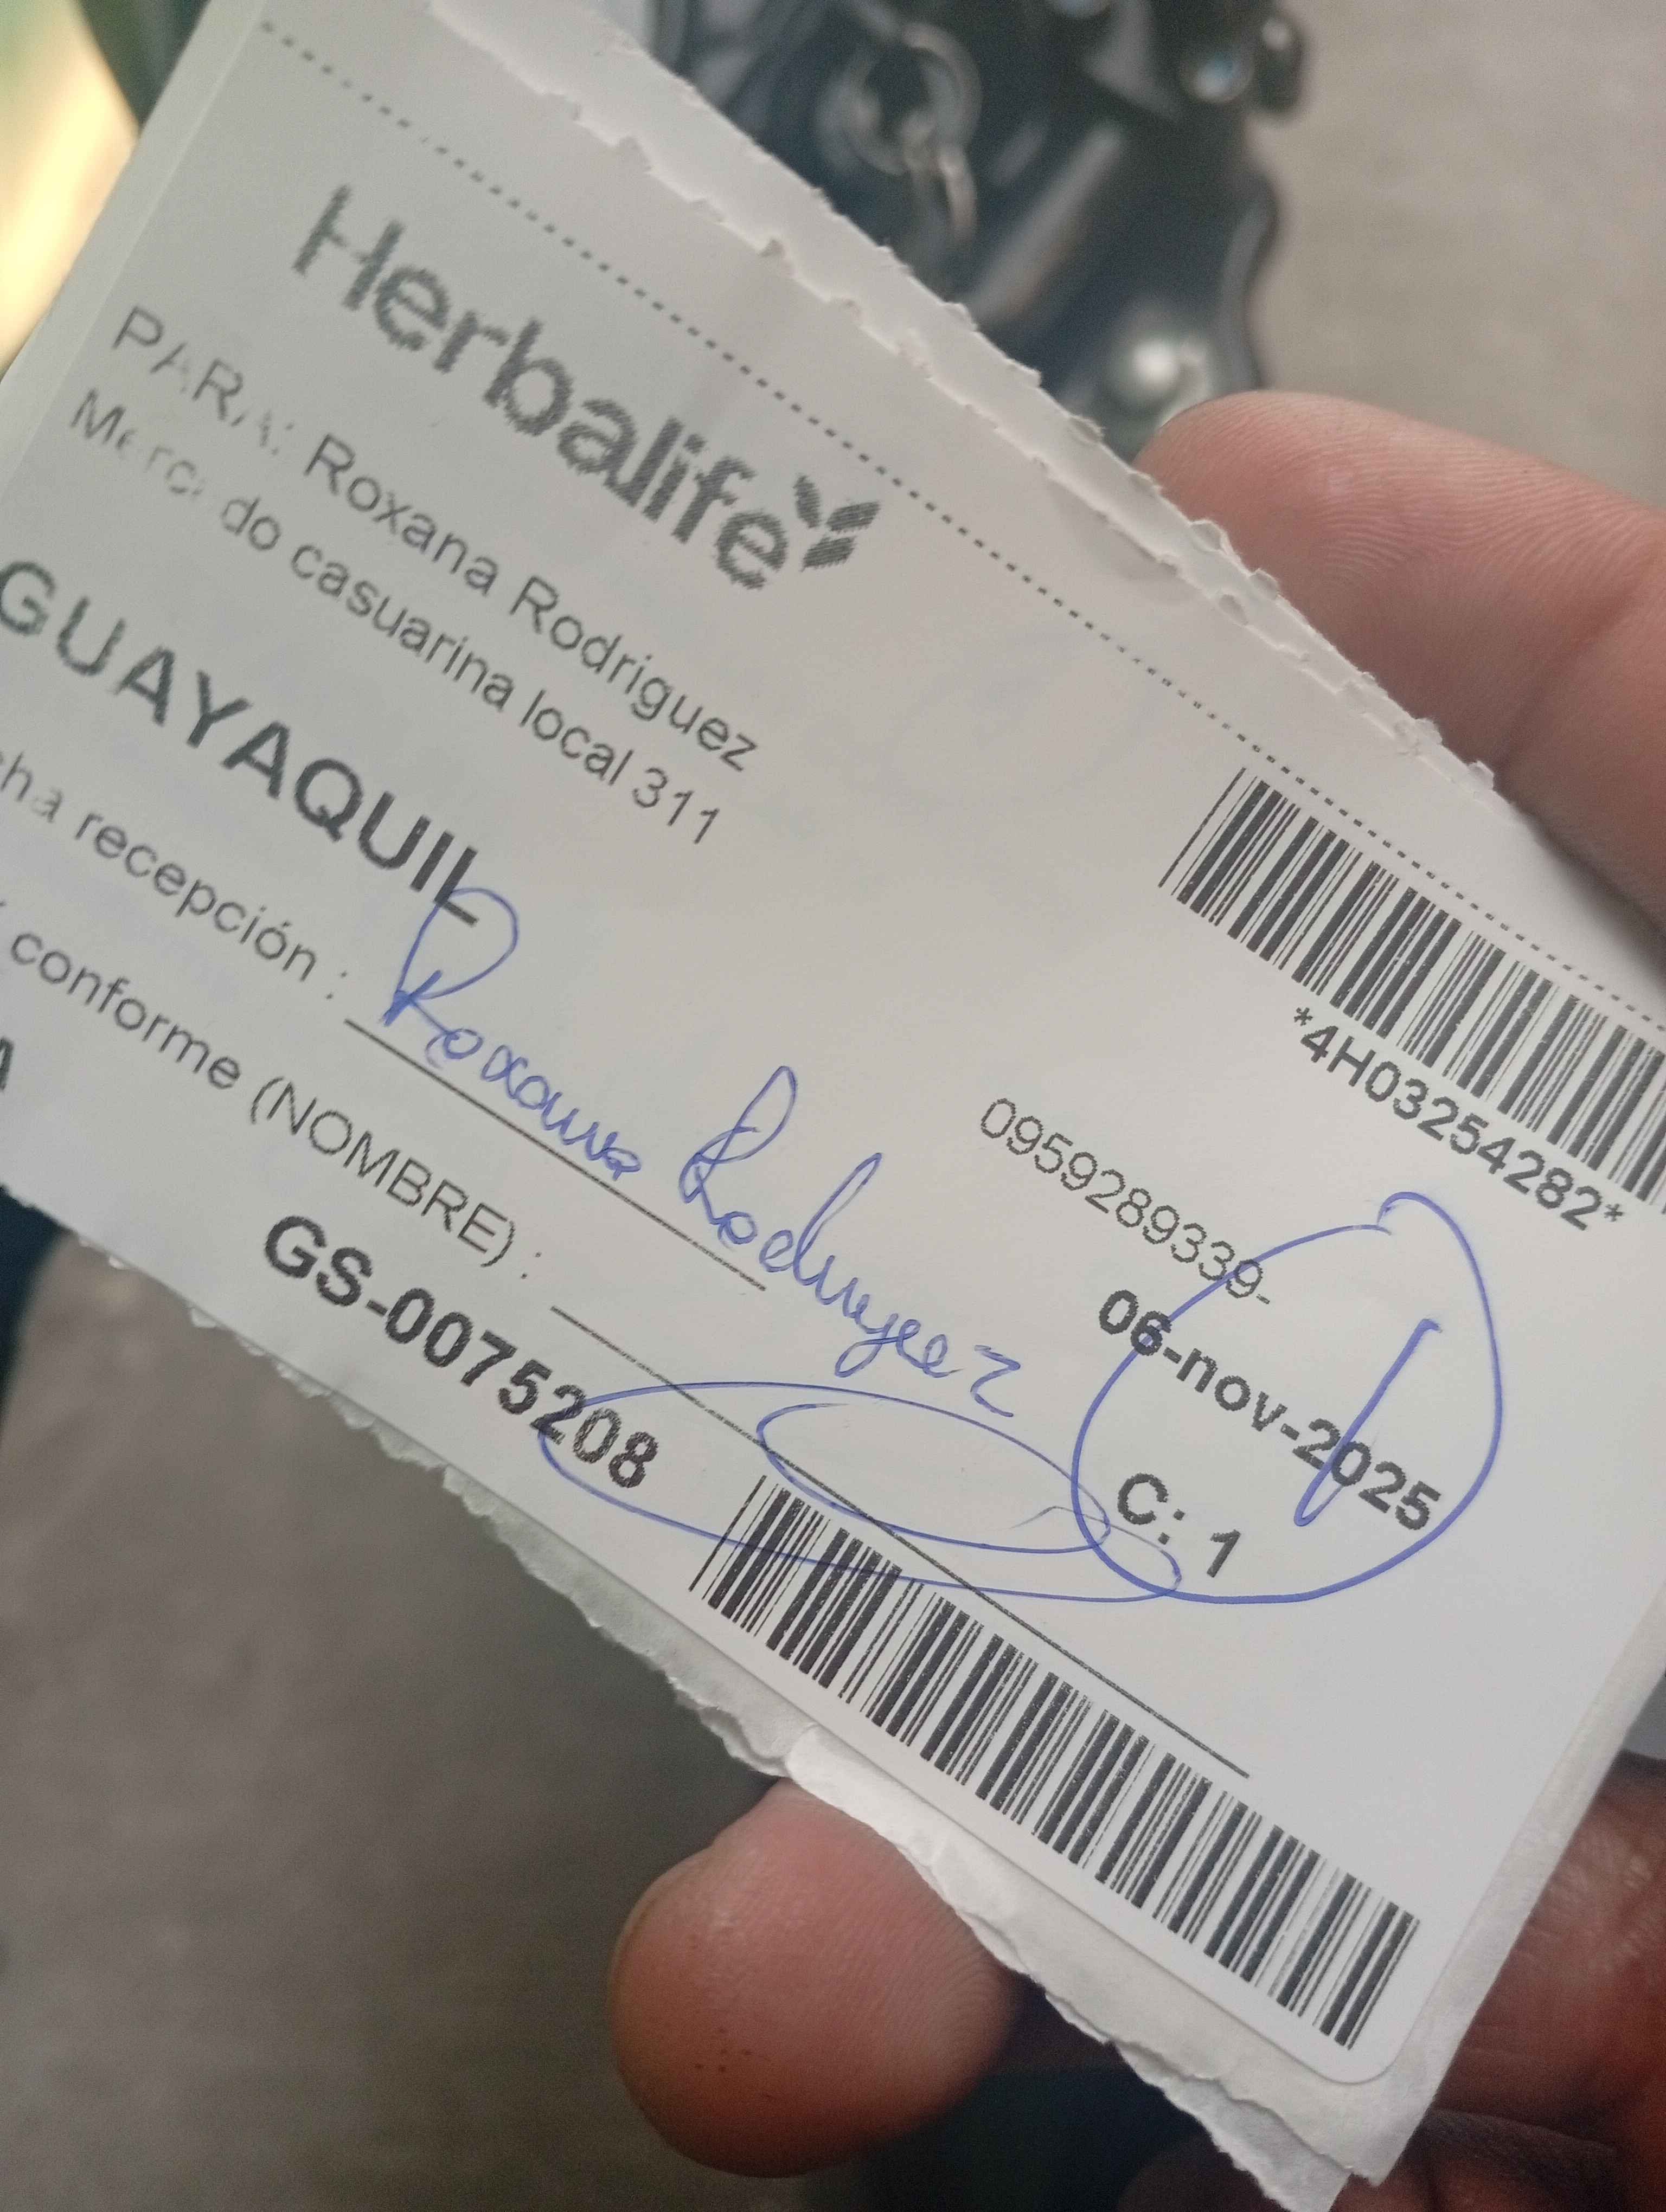 Herbalife
PARA: Roxana Rodriguez
Mercado casuarina local 311
GUAYAQUIL
*4H03254282*
0959289339-
06-nov-2025
C: 1
recepción :
Roxana Rodriguez
conforme (NOMBRE) :
GS-0075208
1